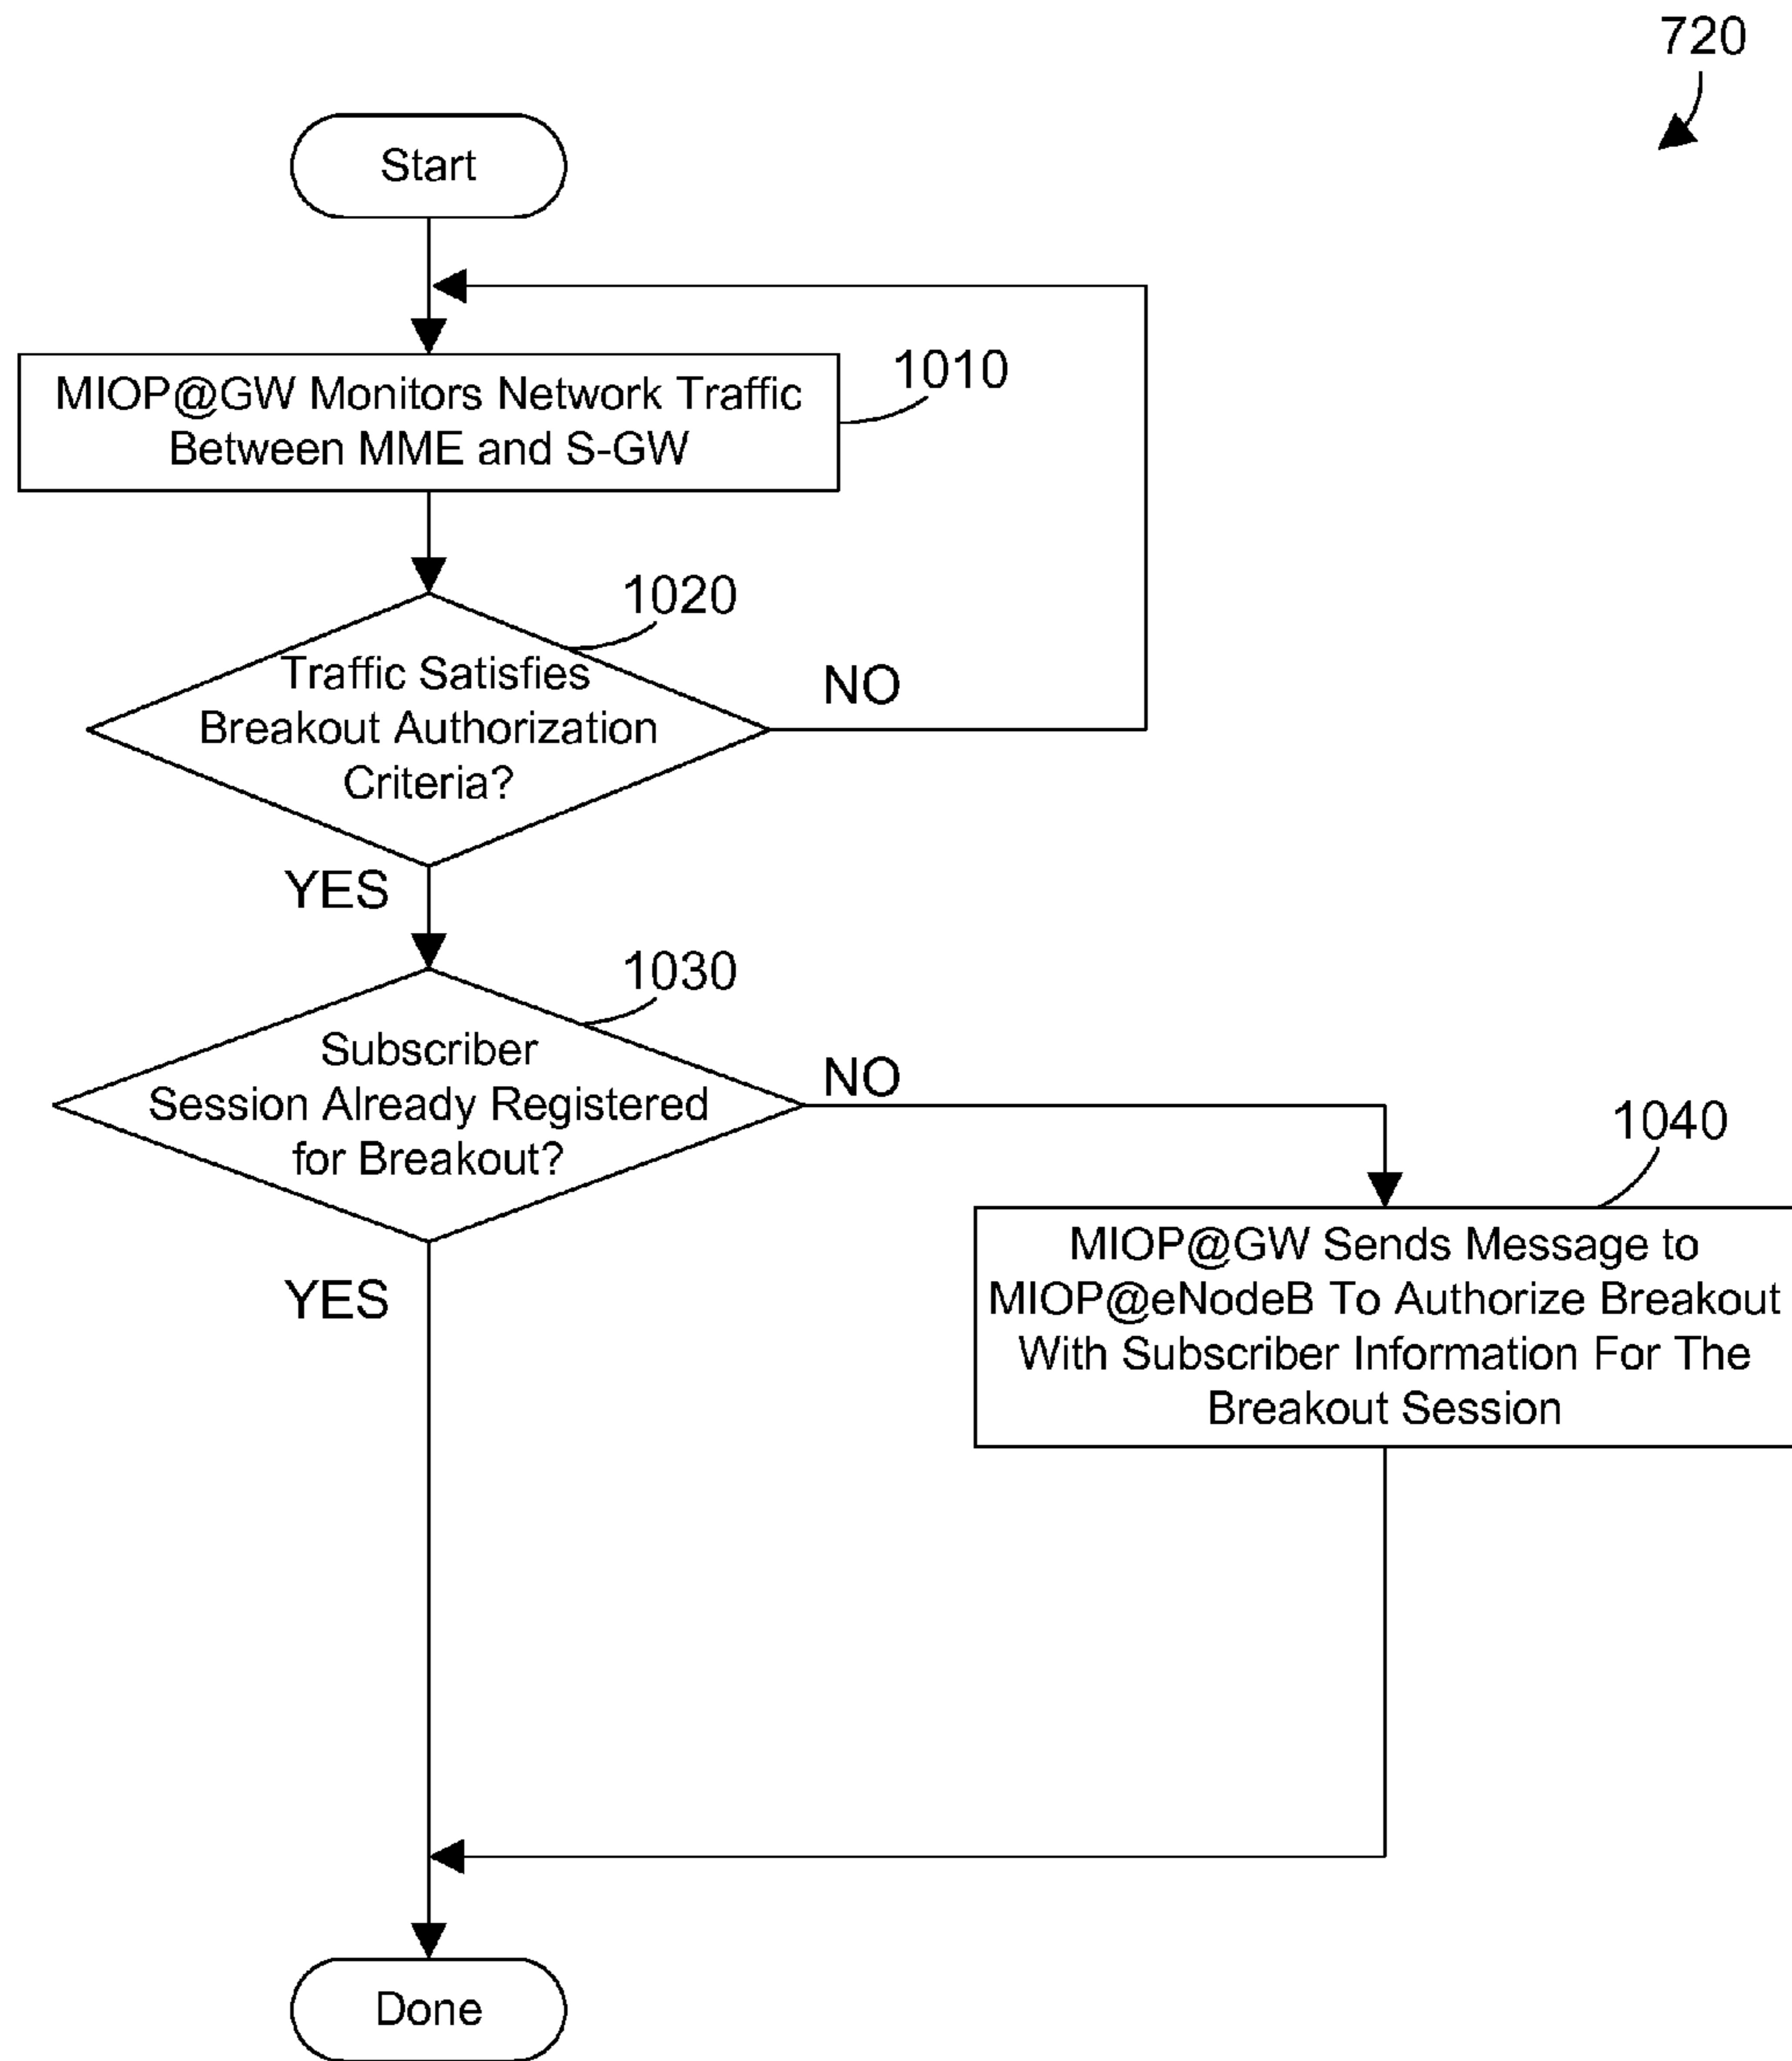 720
Start
MIOP@GW Monitors Network Traffic
Between MME and S-GW
1010
1020
Traffic Satisfies
Breakout Authorization
Criteria?
NO
YES
1030
Subscriber
Session Already Registered
for Breakout?
NO
YES
1040
MIOP@GW Sends Message to
MIOP@eNodeB To Authorize Breakout
With Subscriber Information For The
Breakout Session
Done